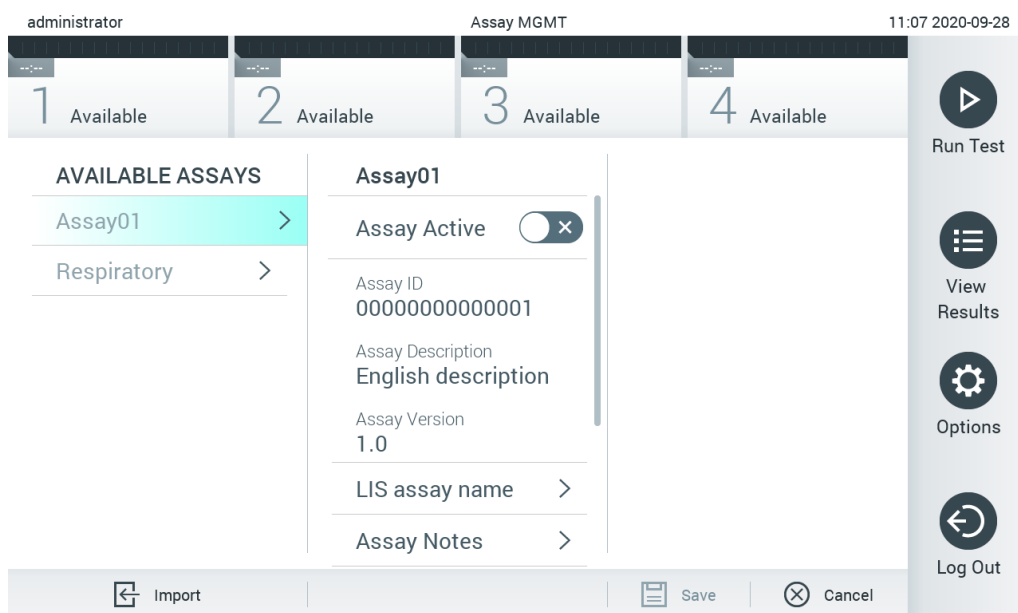 administrator Assay MGMT 11:07 2020-09-28
--:-- --:-- --:-- --:--
1 Available 2 Available 3 Available 4 Available
Run Test
AVAILABLE ASSAYS
Assay01
Respiratory
Assay01
Assay Active
Assay ID
00000000000001
Assay Description
English description
Assay Version
1.0
LIS assay name
Assay Notes
View
Results
Options
Log Out
Import Save Cancel